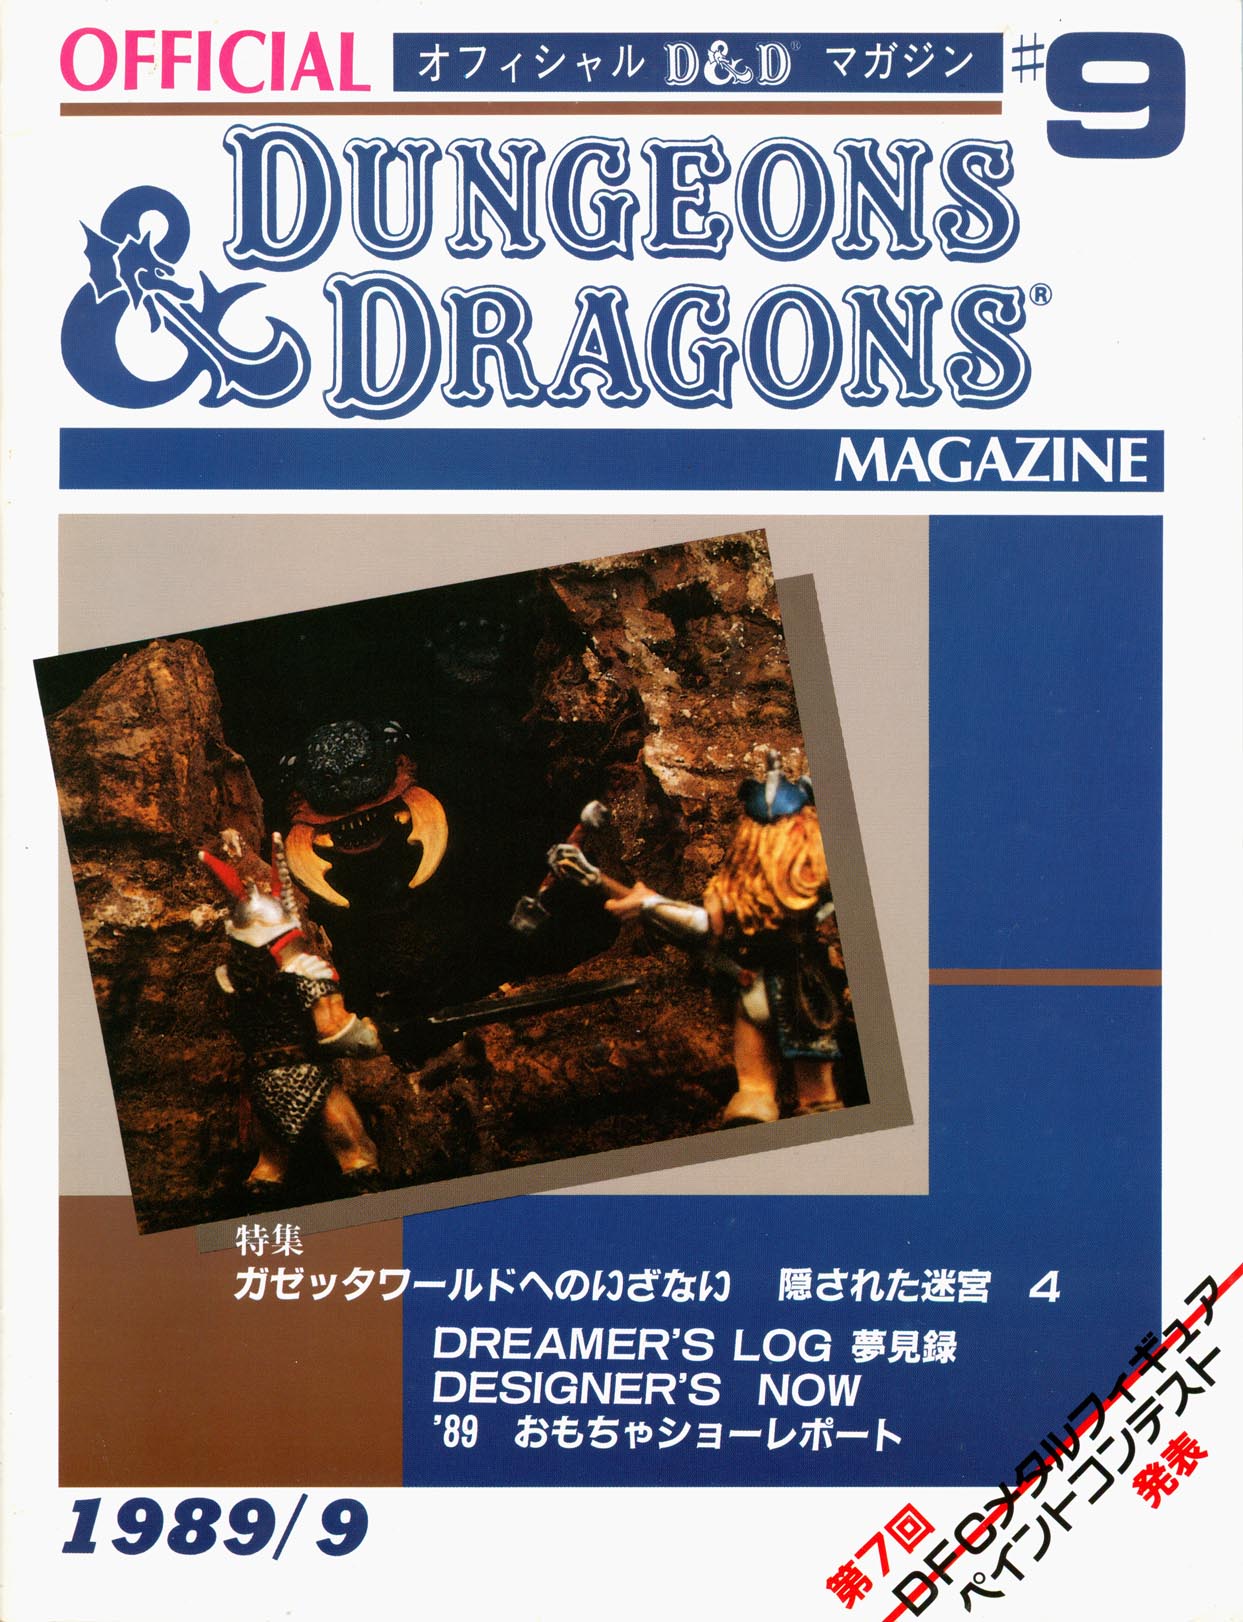 OFFICIAL オフィシャル D&D® マガジン #9
DUNGEONS
& DRAGONS®
MAGAZINE
特集
ガゼッタワールドへのいざない 隠された迷宮 4
DREAMER'S LOG 夢見録
DESIGNER'S NOW
'89 おもちゃショーレポート
1989/9
第7回
DFCメタルフィギュア
ペイントコンテスト
発表